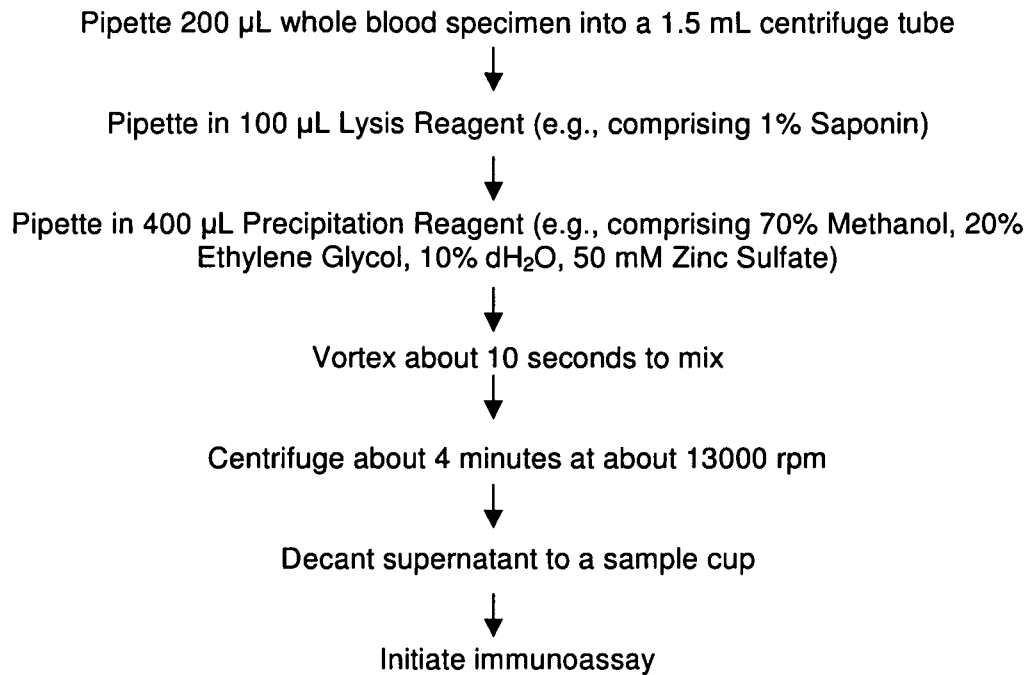 Pipette 200 µL whole blood specimen into a 1.5 mL centrifuge tube
Pipette in 100 µL Lysis Reagent (e.g., comprising 1% Saponin)
Pipette in 400 µL Precipitation Reagent (e.g., comprising 70% Methanol, 20%
Ethylene Glycol, 10% dH₂O, 50 mM Zinc Sulfate)
Vortex about 10 seconds to mix
Centrifuge about 4 minutes at about 13000 rpm
Decant supernatant to a sample cup
Initiate immunoassay